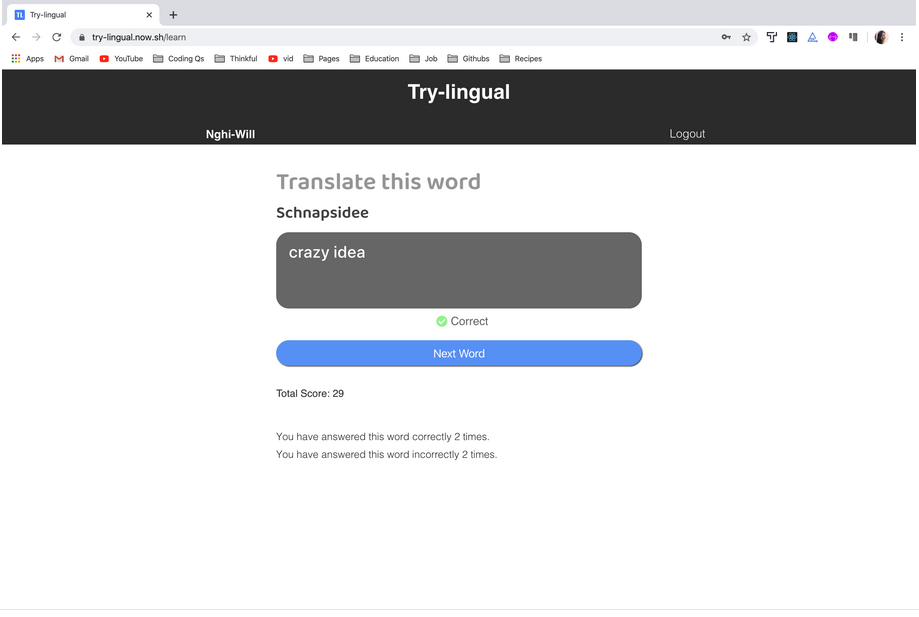 TL Try-lingual
try-lingual.now.sh/learn
Apps Gmail YouTube Coding Qs Thinkful vid Pages Education Job Githubs Recipes
Try-lingual
Nghi-Will Logout
Translate this word
Schnapsidee
crazy idea
Correct
Next Word
Total Score: 29
You have answered this word correctly 2 times.
You have answered this word incorrectly 2 times.